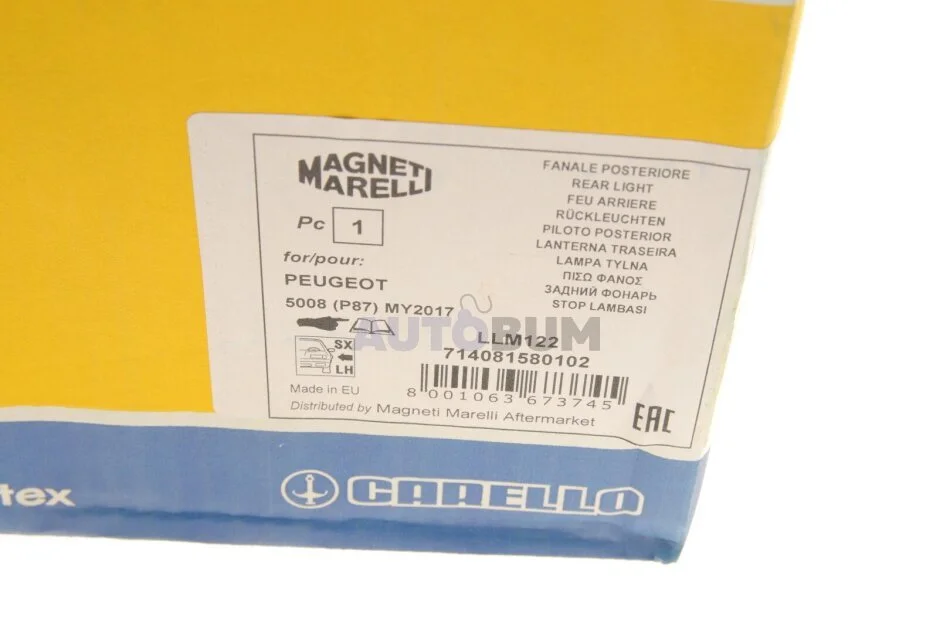 MAGNETI
MARELLI
Pc 1
for/pour:
PEUGEOT
5008 (P87) MY2017
SX
LH
Made in EU
Distributed by Magneti Marelli Aftermarket
FANALE POSTERIORE
REAR LIGHT
FEU ARRIERE
RÜCKLEUCHTEN
PILOTO POSTERIOR
LANTERNA TRASEIRA
LAMPA TYLNA
ΠΙΣΩ ΦΑΝΟΣ
ЗАДНИЙ ФОНАРЬ
STOP LAMBASI
AUTOBUM
LLM122
714081580102
8 001063 673745
EAC
tex
CARELLO